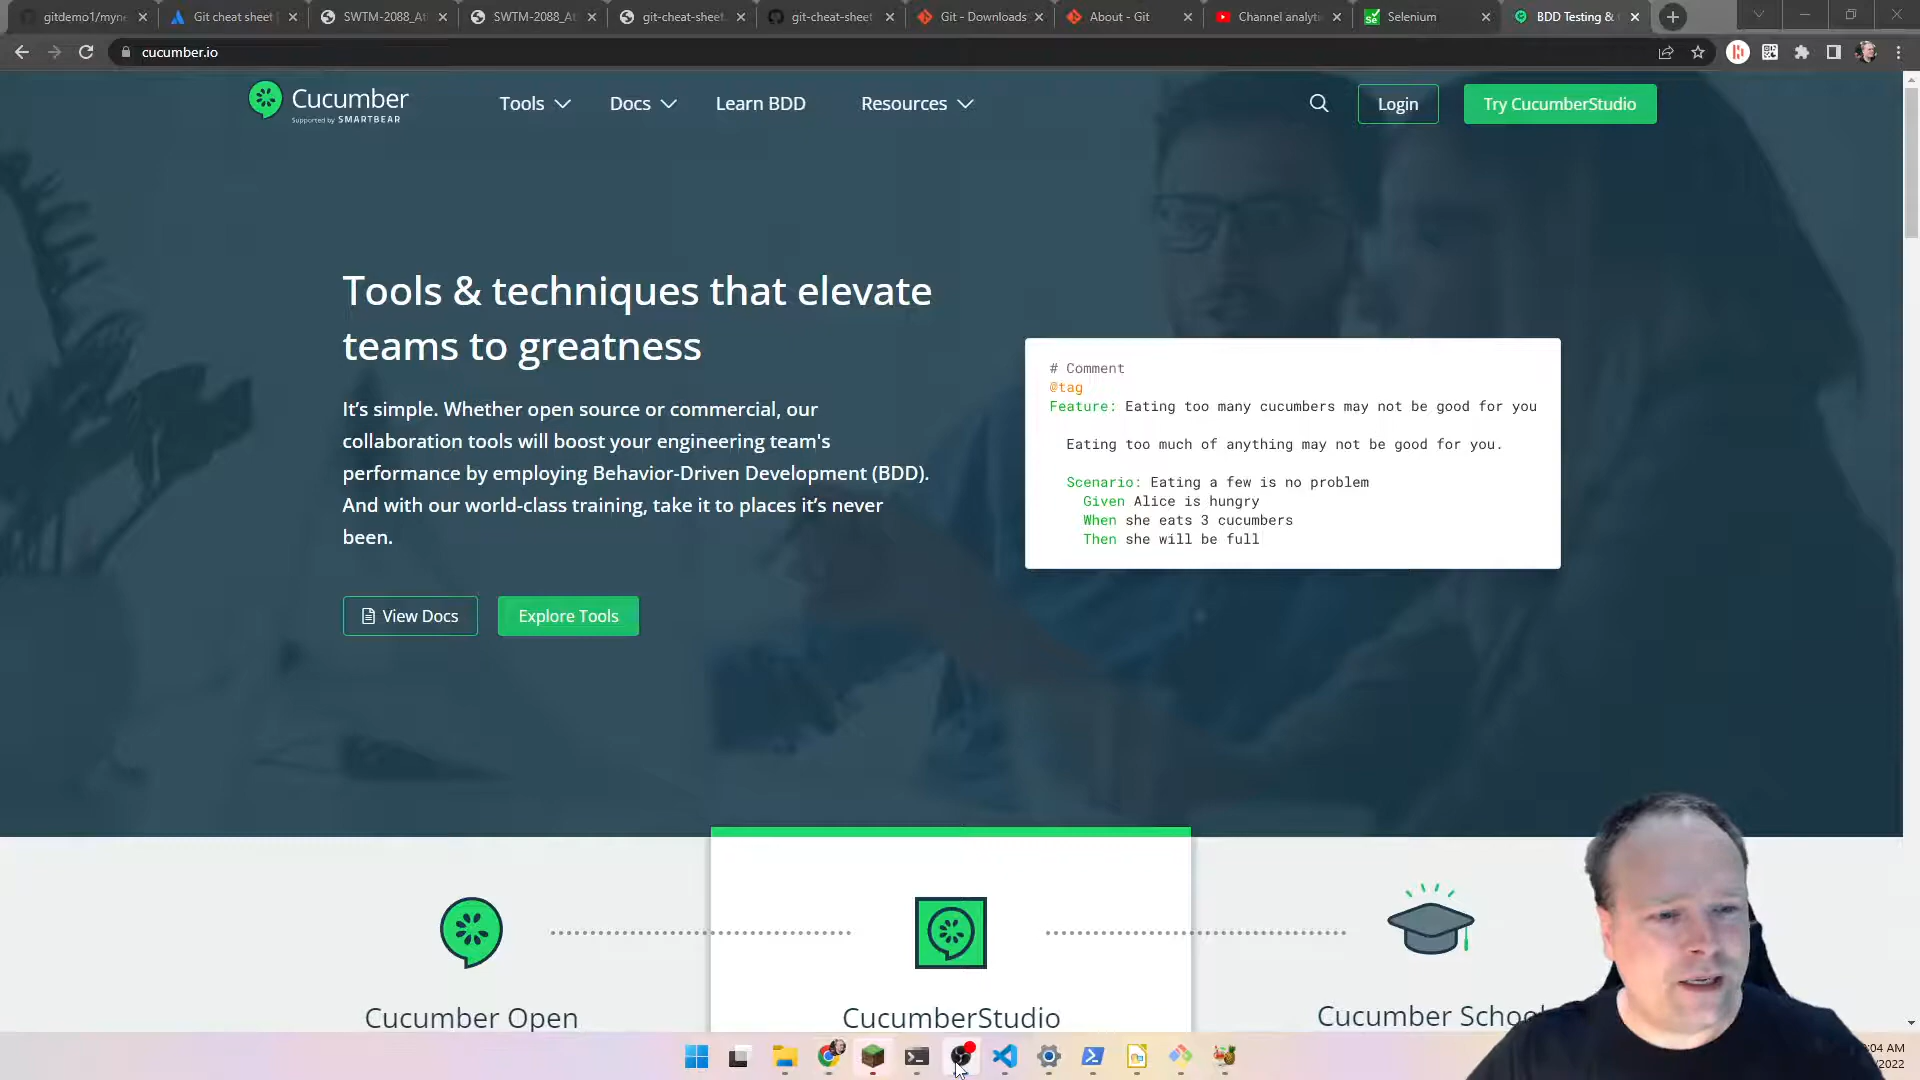 gitdemo1/myne
Git cheat sheet
SWTM-2088_At
SWTM-2088_At
git-cheat-sheet
git-cheat-sheet
Git - Downloads
About - Git
Channel analyti
Selenium
BDD Testing &
cucumber.io
Cucumber
Supported by SMARTBEAR
Tools
Docs
Learn BDD
Resources
Login
Try CucumberStudio
Tools & techniques that elevate
teams to greatness
It’s simple. Whether open source or commercial, our
collaboration tools will boost your engineering team's
performance by employing Behavior-Driven Development (BDD).
And with our world-class training, take it to places it’s never
been.
View Docs
Explore Tools
# Comment
@tag
Feature: Eating too many cucumbers may not be good for you
Eating too much of anything may not be good for you.
Scenario: Eating a few is no problem
Given Alice is hungry
When she eats 3 cucumbers
Then she will be full
Cucumber Open
CucumberStudio
Cucumber School
:04 AM
/2022